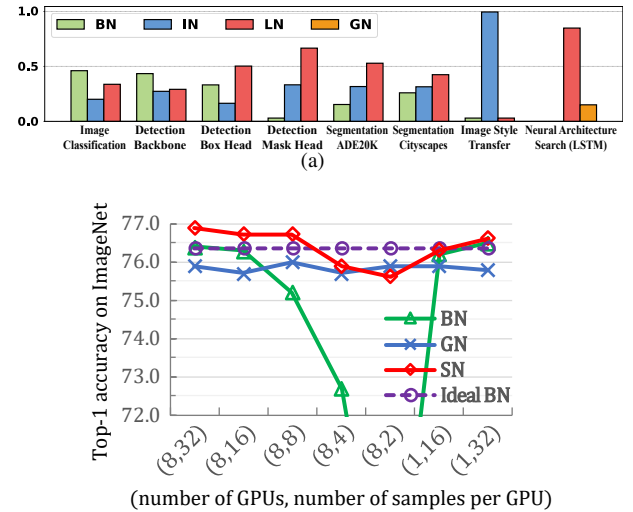 1.0
BN IN LN GN
0.5
0.0
Image Classification
Detection Backbone
Detection Box Head
Detection Mask Head
Segmentation ADE20K
Segmentation Cityscapes
Image Style Transfer
Neural Architecture Search (LSTM)
(a)
Top-1 accuracy on ImageNet
77.0
76.0
75.0
74.0
73.0
72.0
BN
GN
SN
Ideal BN
(8,32) (8,16) (8,8) (8,4) (8,2) (1,16) (1,32)
(number of GPUs, number of samples per GPU)